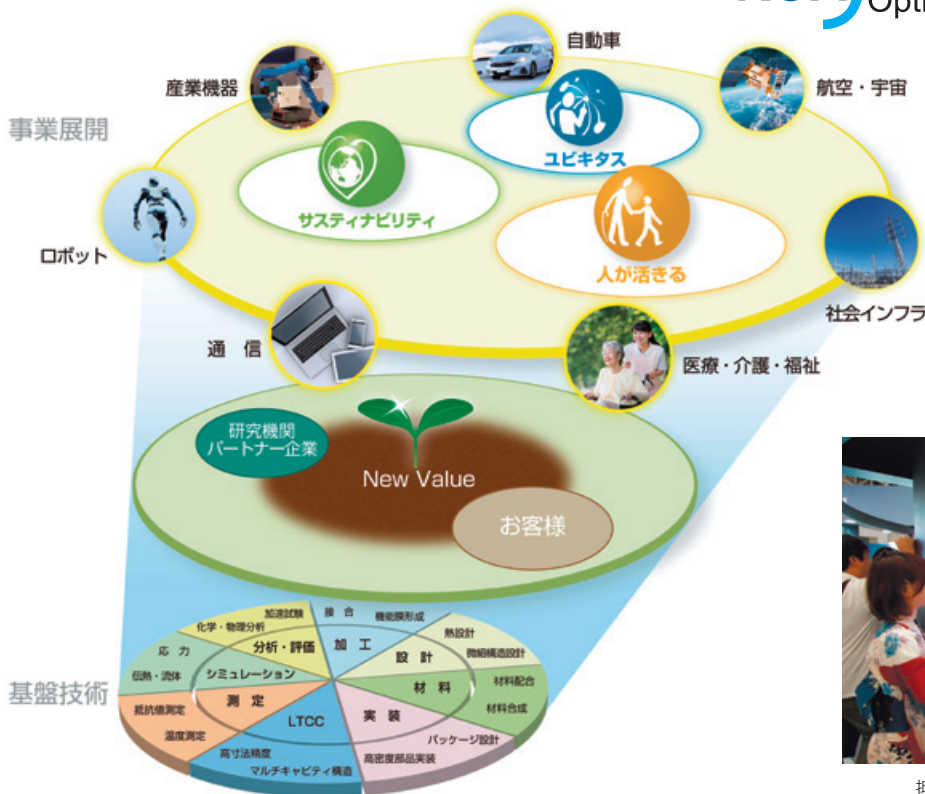 自動車
産業機器
航空・宇宙
事業展開
ユビキタス
サスティナビリティ
人が活きる
ロボット
社会インフラ
通 信
医療・介護・福祉
研究機関
パートナー企業
New Value
お客様
加速試験
接 合
機能膜形成
化学・物理分析
熱設計
応 力
分析・評価
加 工
設 計
微細構造設計
伝熱・流体
シミュレーション
材 料
材料配合
基盤技術
抵抗値測定
測 定
LTCC
実 装
材料合成
温度測定
パッケージ設計
高寸法精度
高密度部品実装
マルチキャビティ構造